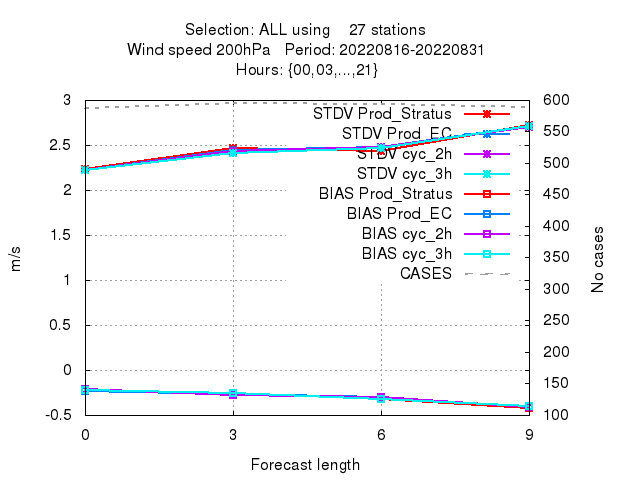 Selection: ALL using    27 stations
Wind speed 200hPa   Period: 20220816-20220831
Hours: {00,03,...,21}
3
2.5
2
1.5
1
0.5
0
-0.5
m/s
600
550
500
450
400
350
300
250
200
150
100
No cases
STDV Prod_Stratus
STDV Prod_EC
STDV cyc_2h
STDV cyc_3h
BIAS Prod_Stratus
BIAS Prod_EC
BIAS cyc_2h
BIAS cyc_3h
CASES
0 3 6 9
Forecast length